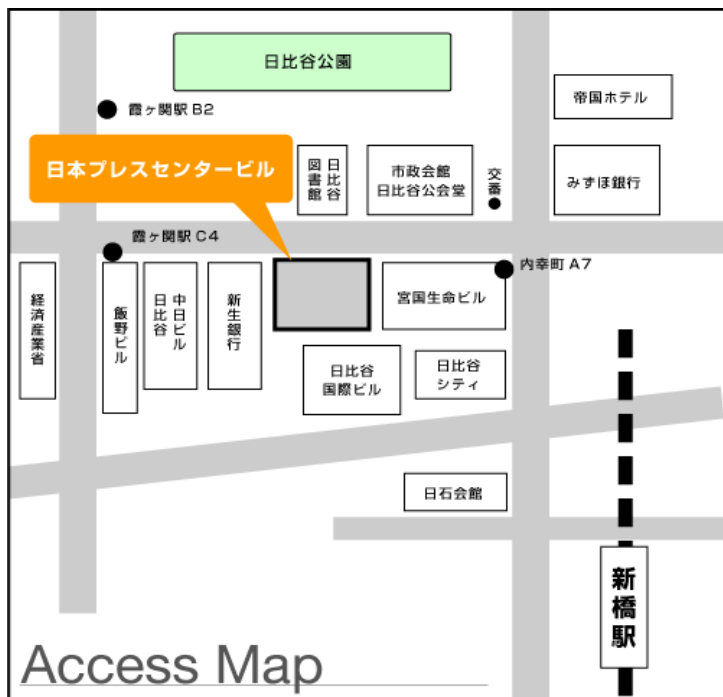 日比谷公園
霞ヶ関駅 B2
帝国ホテル
日本プレスセンタービル
日比谷
図書館
市政会館
日比谷公会堂
交番
みずほ銀行
霞ヶ関駅 C4
内幸町 A7
経済産業省
飯野ビル
中日ビル
日比谷
新生銀行
宮国生命ビル
日比谷
国際ビル
日比谷
シティ
日石会館
新橋駅
Access Map